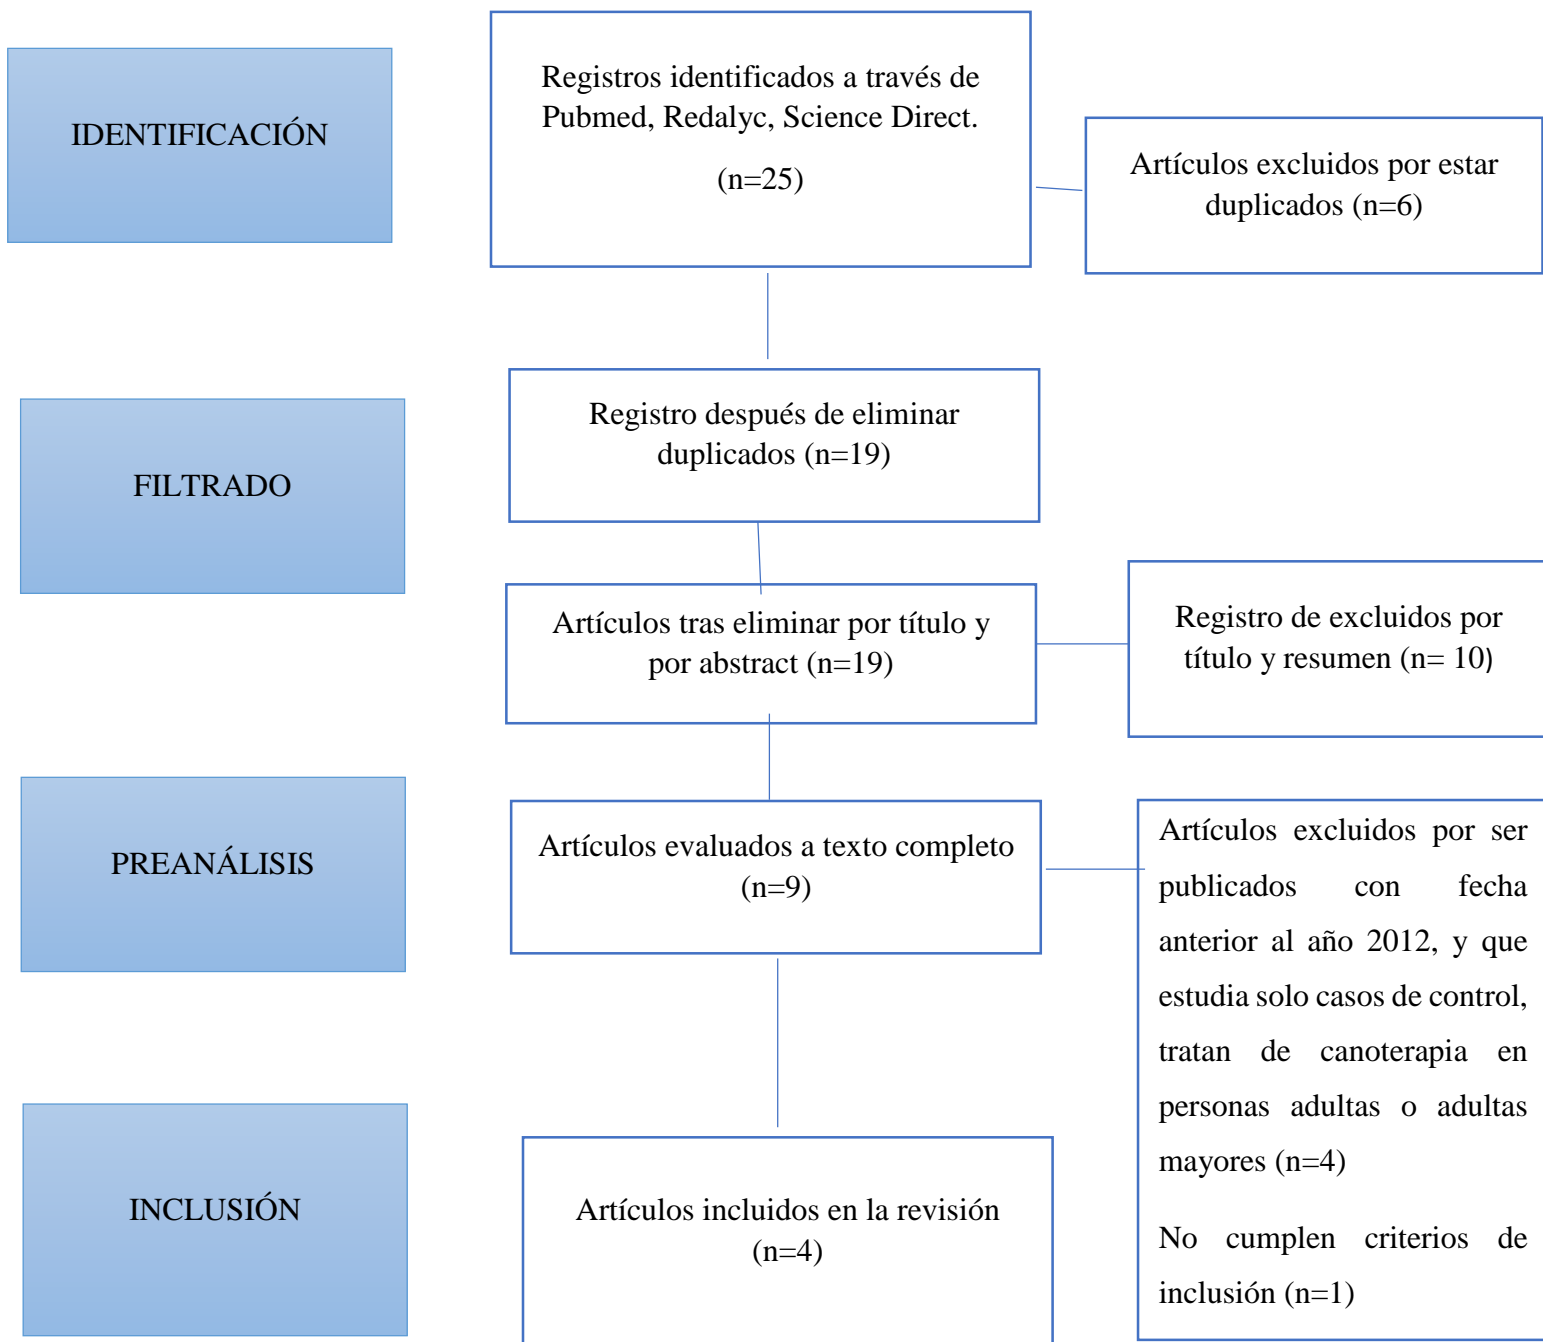 IDENTIFICACIÓN
Registros identificados a través de
Pubmed, Redalyc, Science Direct.
(n=25)
Artículos excluidos por estar
duplicados (n=6)
FILTRADO
Registro después de eliminar
duplicados (n=19)
Artículos tras eliminar por título y
por abstract (n=19)
Registro de excluidos por
título y resumen (n= 10)
PREANÁLISIS
Artículos evaluados a texto completo
(n=9)
Artículos excluidos por ser
publicados con fecha
anterior al año 2012, y que
estudia solo casos de control,
tratan de canoterapia en
personas adultas o adultas
mayores (n=4)
No cumplen criterios de
inclusión (n=1)
INCLUSIÓN
Artículos incluidos en la revisión
(n=4)